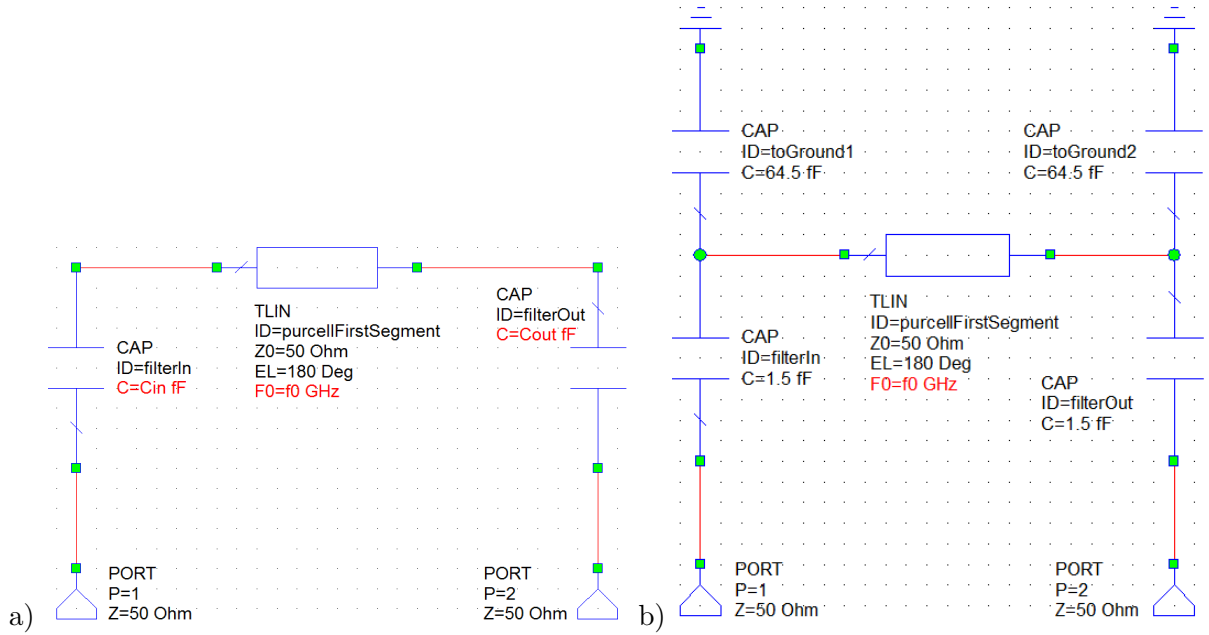 CAP
ID=filterIn
C=Cin fF
TLIN
ID=purcellFirstSegment
Z0=50 Ohm
EL=180 Deg
F0=f0 GHz
CAP
ID=filterOut
C=Cout fF
PORT
P=1
Z=50 Ohm
PORT
P=2
Z=50 Ohm
a)
CAP
ID=toGround1
C=64.5 fF
CAP
ID=toGround2
C=64.5 fF
CAP
ID=filterIn
C=1.5 fF
TLIN
ID=purcellFirstSegment
Z0=50 Ohm
EL=180 Deg
F0=f0 GHz
CAP
ID=filterOut
C=1.5 fF
PORT
P=1
Z=50 Ohm
PORT
P=2
Z=50 Ohm
b)